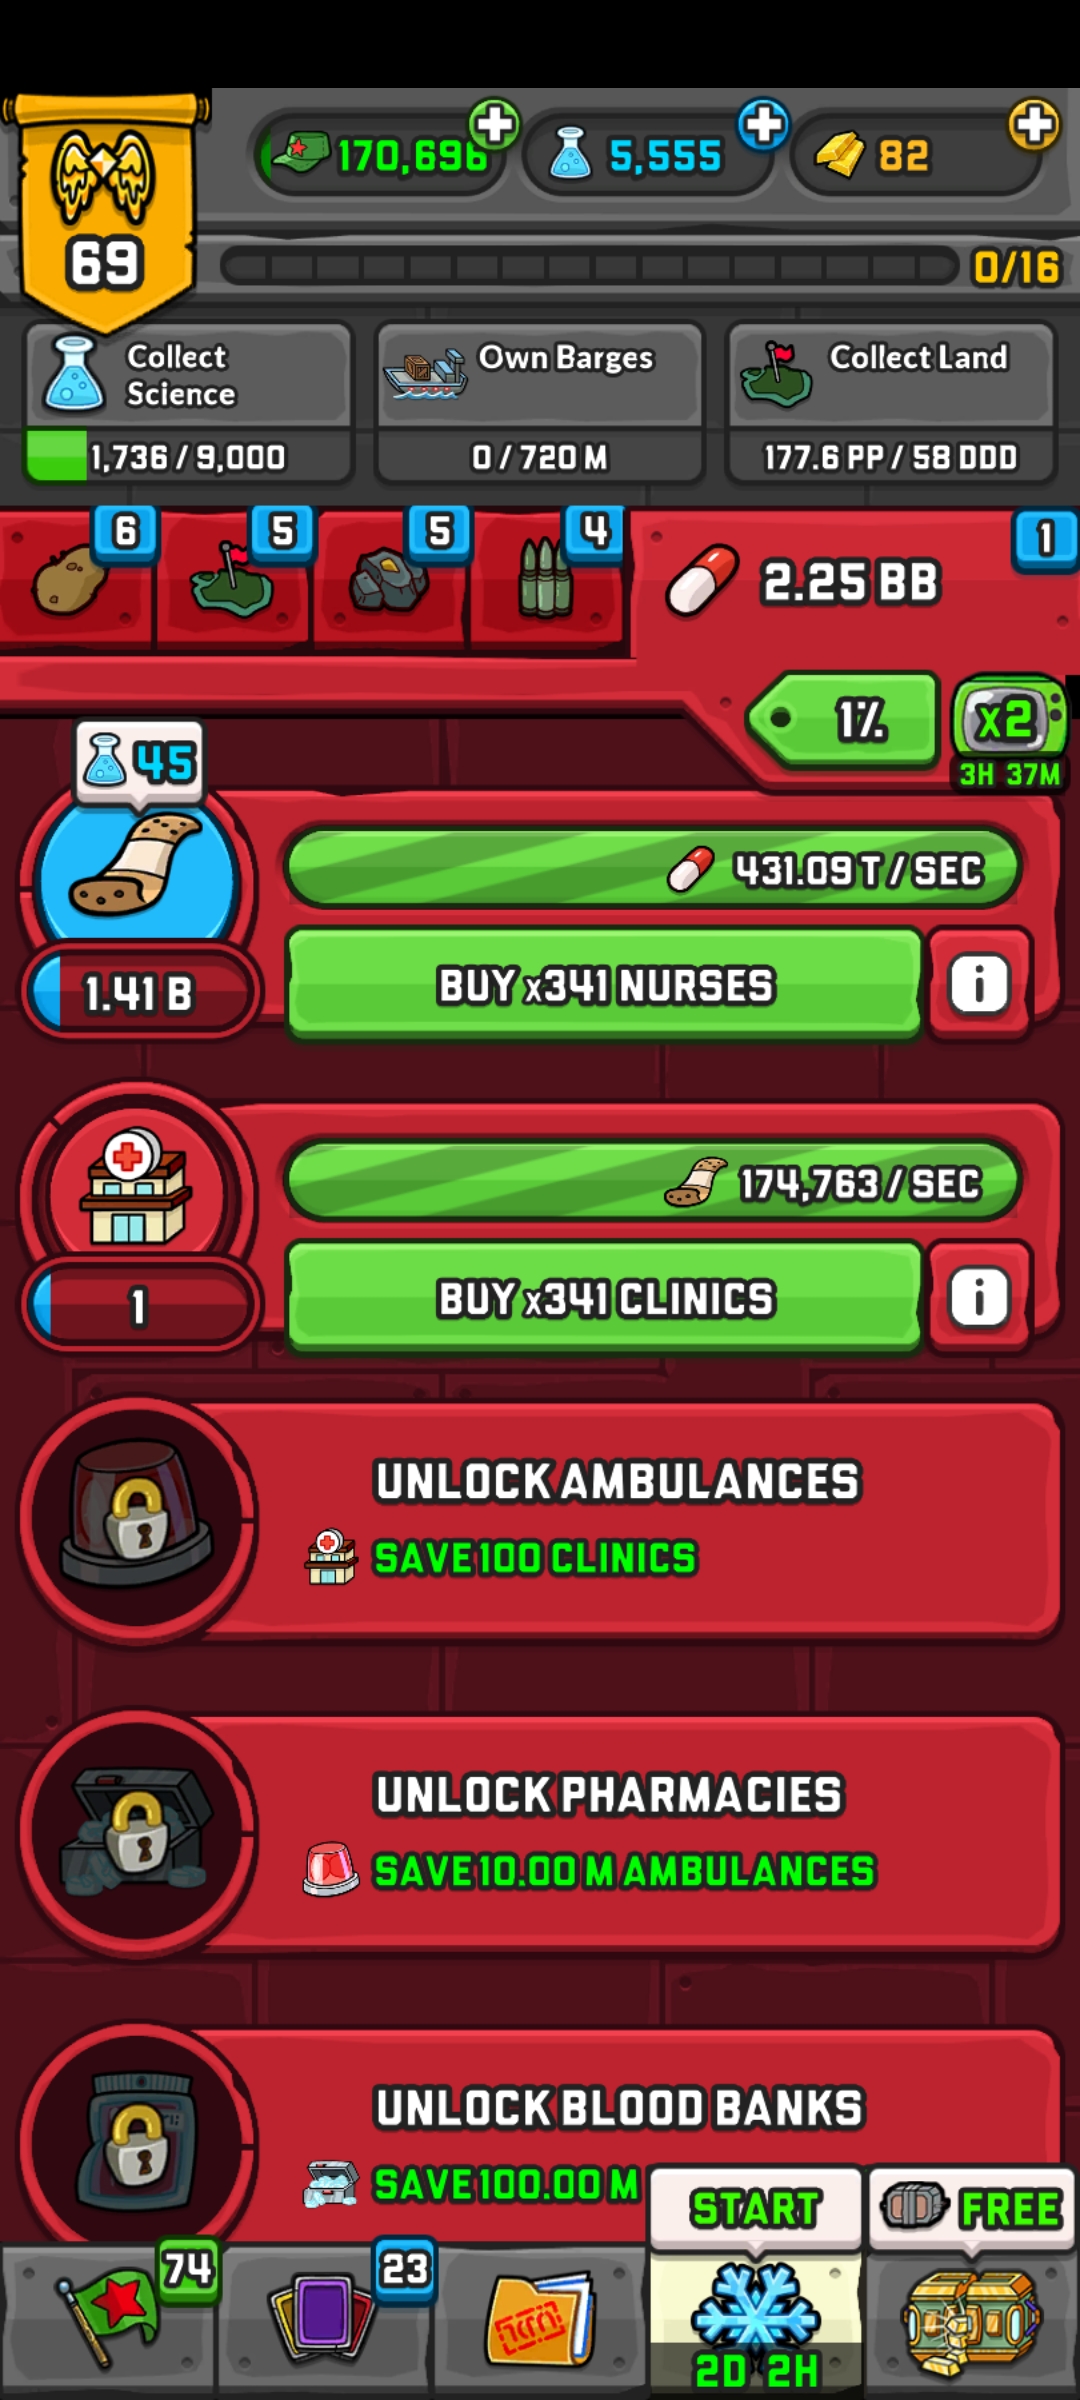 170,696
5,555
82
69
0/16
Collect
Science
Own Barges
Collect Land
1,736 / 9,000
0 / 720 M
177.6 PP / 58 DDD
6
5
5
4
1
2.25 BB
1%
x2
3H 37M
45
431.09 T / SEC
1.41 B
BUY x341 NURSES
i
174,763 / SEC
1
BUY x341 CLINICS
i
UNLOCK AMBULANCES
SAVE 100 CLINICS
UNLOCK PHARMACIES
SAVE 10.00 M AMBULANCES
UNLOCK BLOOD BANKS
SAVE 100.00 M
START
FREE
74
23
2D 2H